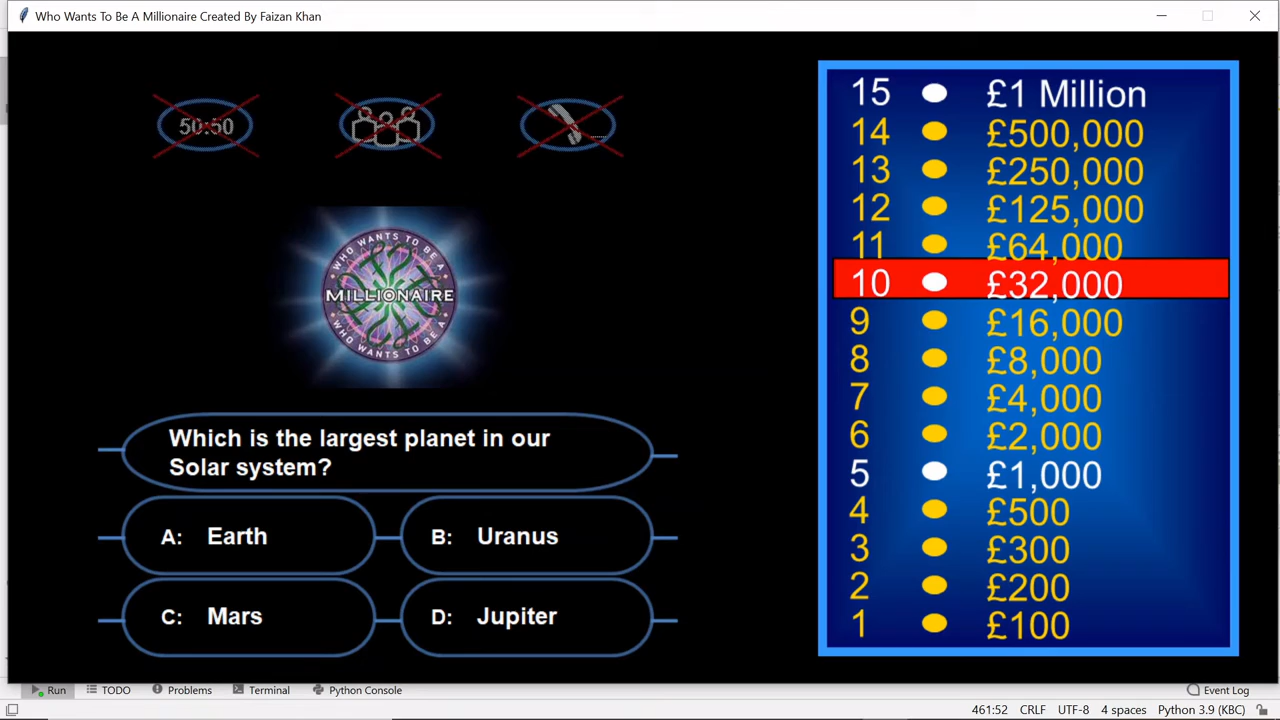 Who Wants To Be A Millionaire Created By Faizan Khan
50:50
WHO WANTS TO BE A
MILLIONAIRE
WHO WANTS TO BE A
Which is the largest planet in our
Solar system?
A: Earth
B: Uranus
C: Mars
D: Jupiter
15 £1 Million
14 £500,000
13 £250,000
12 £125,000
11 £64,000
10 £32,000
9 £16,000
8 £8,000
7 £4,000
6 £2,000
5 £1,000
4 £500
3 £300
2 £200
1 £100
Run TODO Problems Terminal Python Console Event Log
461:52 CRLF UTF-8 4 spaces Python 3.9 (KBC)